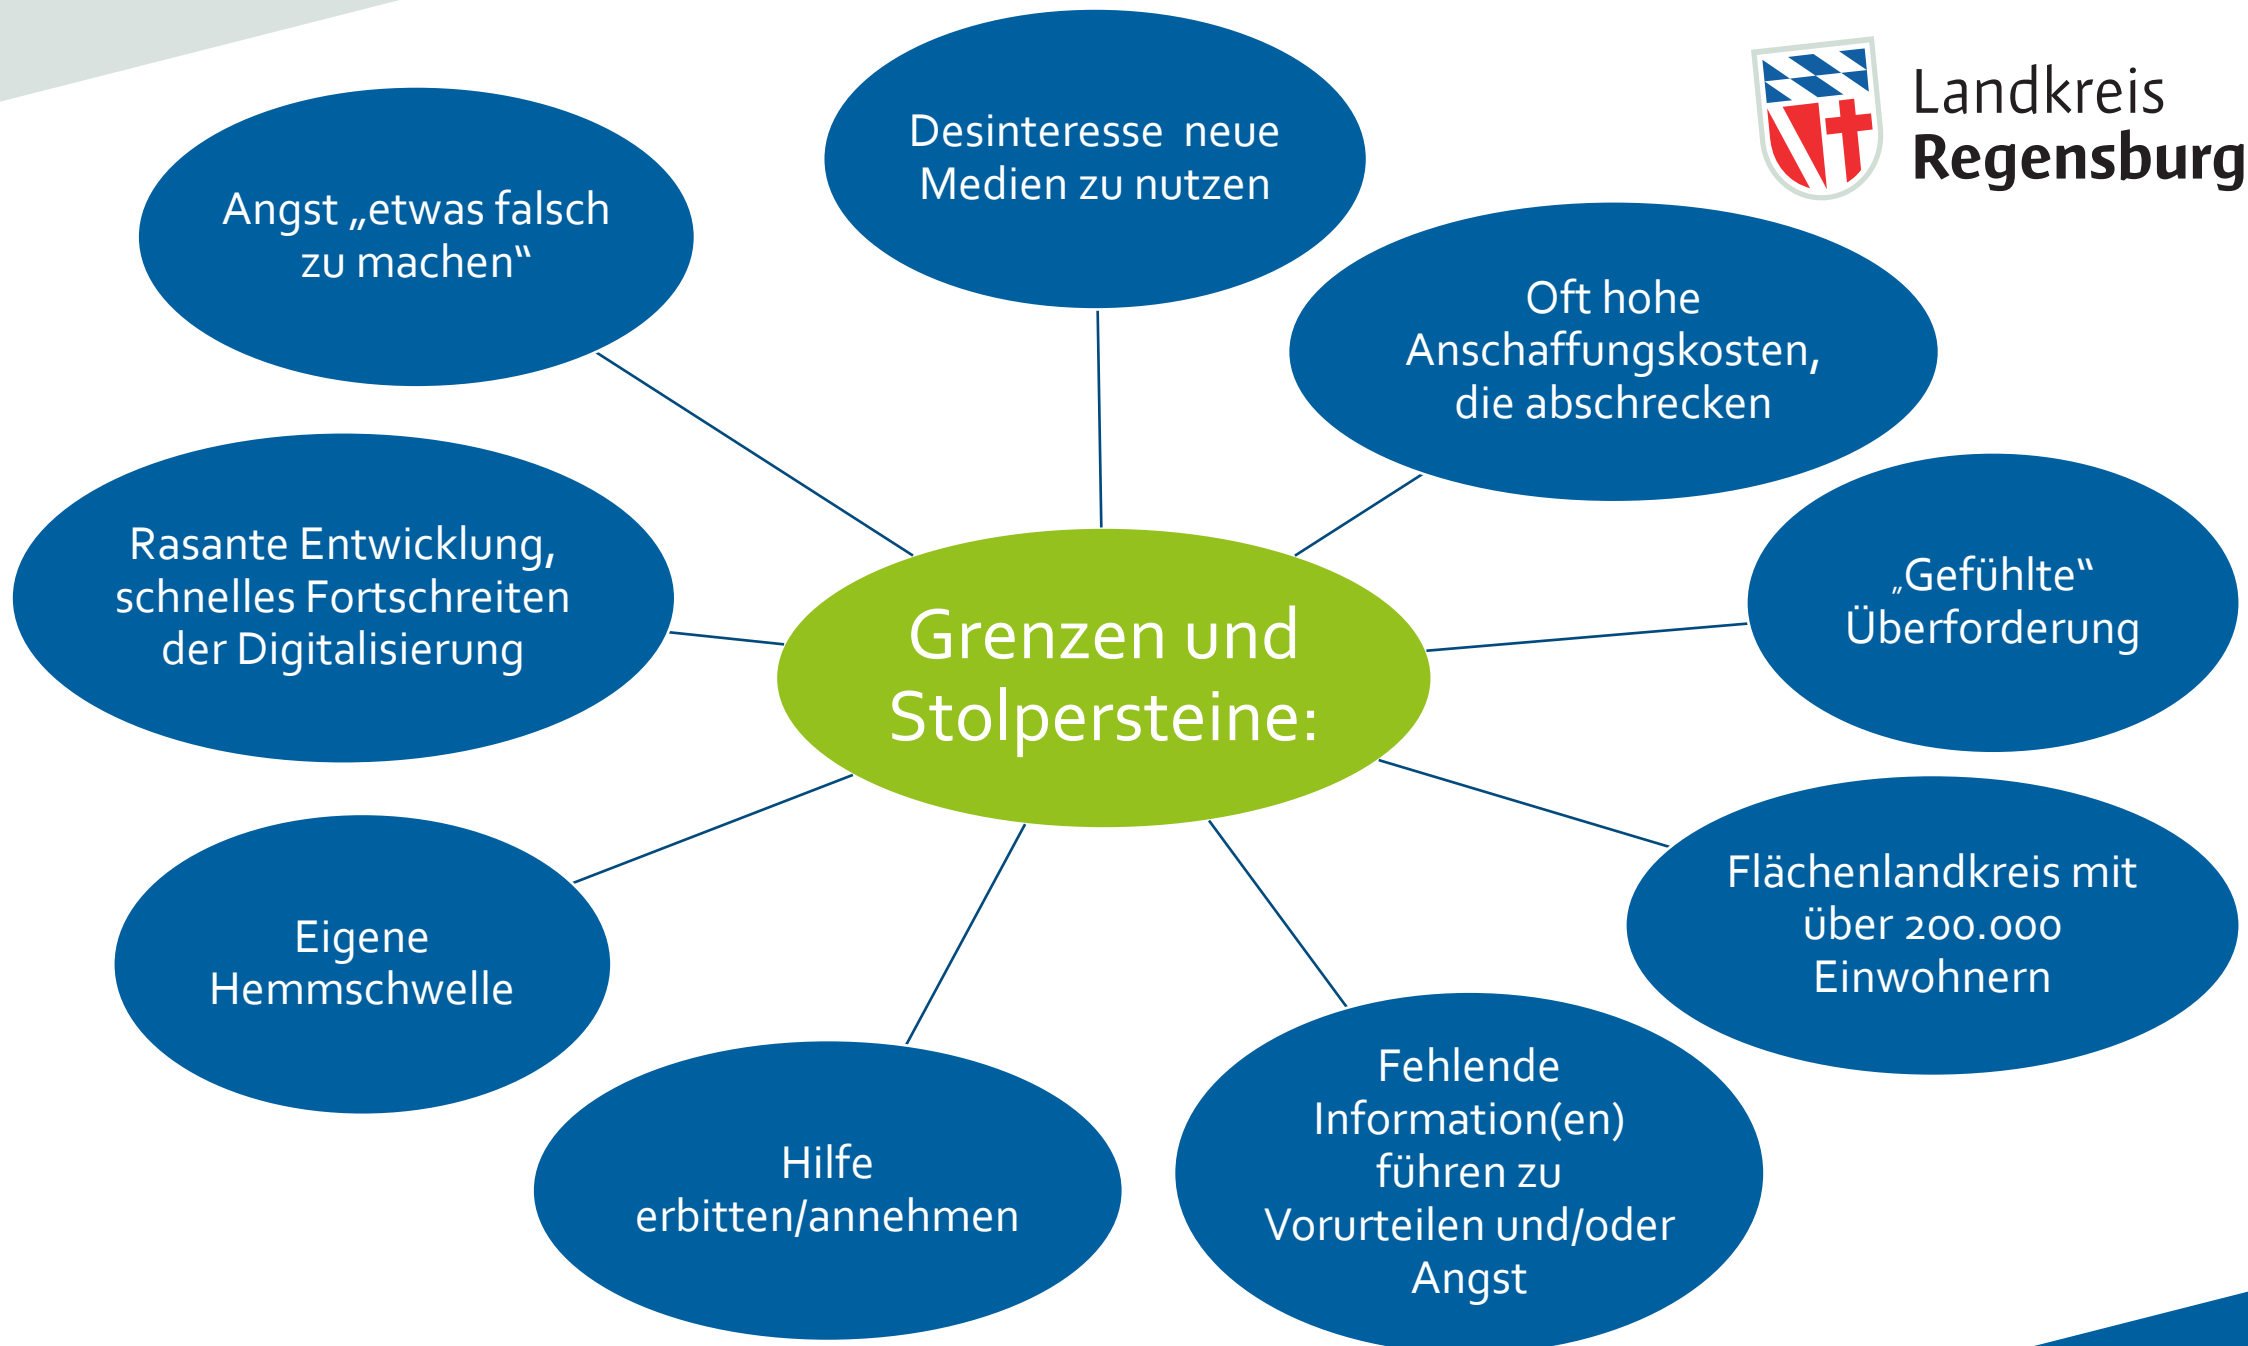 Landkreis
Regensburg
Desinteresse  neue
Medien zu nutzen
Angst „etwas falsch
zu machen“
Oft hohe
Anschaffungskosten,
die abschrecken
Rasante Entwicklung,
schnelles Fortschreiten
der Digitalisierung
„Gefühlte“
Überforderung
Grenzen und
Stolpersteine:
Eigene
Hemmschwelle
Flächenlandkreis mit
über 200.000
Einwohnern
Hilfe
erbitten/annehmen
Fehlende
Information(en)
führen zu
Vorurteilen und/oder
Angst